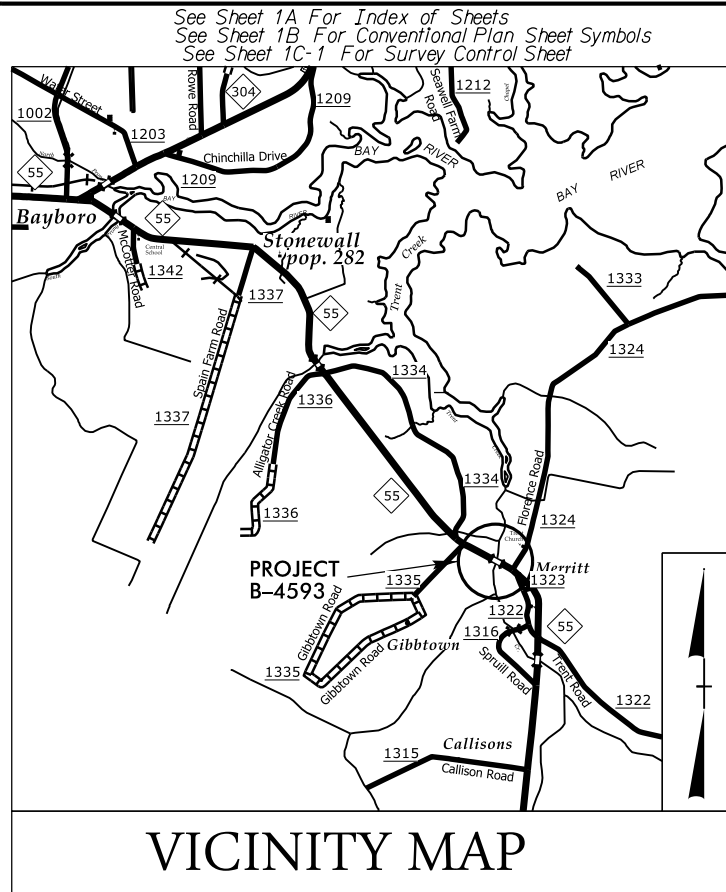 See Sheet 1A For Index of Sheets
See Sheet 1B For Conventional Plan Sheet Symbols
See Sheet 1C-1 For Survey Control Sheet
Water Street
Rowe Road
304
1209
Seawell Farm Road
1212
Chapel
1002
1203
Chinchilla Drive
BAY RIVER
BAY RIVER
55
1209
BAY
RIVER
Bayboro
55
McCotter Road
Central School
1342
Stonewall
pop. 282
Creek
Trent
1337
55
1333
1324
Spain Farm Road
1334
1337
Alligator Creek Road
1336
Trent
1334
55
Florence Road
1336
1324
Church
PROJECT
B-4593
Merritt
1335
1323
Gibbtown Road
1322
1316
55
Gibbtown
Spruill Road
Trent Road
1335
Gibbtown Road
1322
Callisons
1315
Callison Road
VICINITY MAP